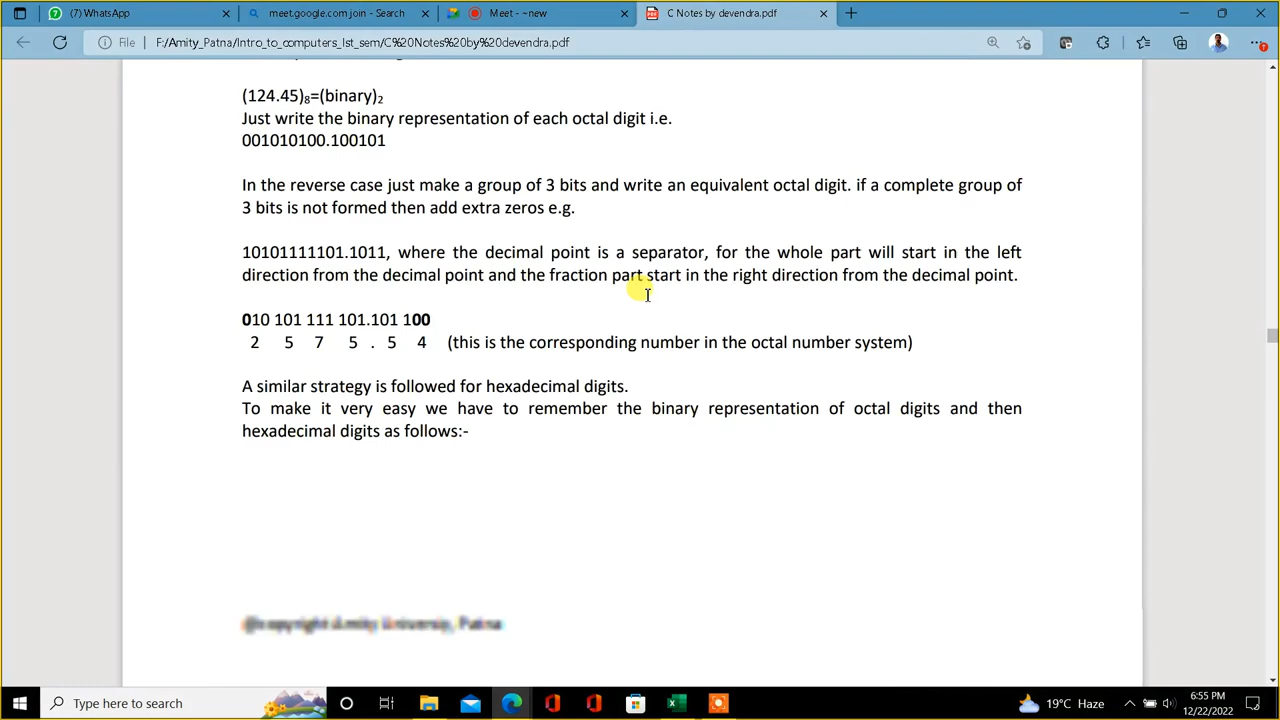 (7) WhatsApp
meet.google.com join - Search
Meet - ~new
C Notes by devendra.pdf
File
F:/Amity_Patna/Intro_to_computers_Ist_sem/C%20Notes%20by%20devendra.pdf
(124.45)₈=(binary)₂
Just write the binary representation of each octal digit i.e.
001010100.100101
In the reverse case just make a group of 3 bits and write an equivalent octal digit. if a complete group of
3 bits is not formed then add extra zeros e.g.
10101111101.1011, where the decimal point is a separator, for the whole part will start in the left
direction from the decimal point and the fraction part start in the right direction from the decimal point.
010 101 111 101.101 100
2 5 7 5 . 5 4 (this is the corresponding number in the octal number system)
A similar strategy is followed for hexadecimal digits.
To make it very easy we have to remember the binary representation of octal digits and then
hexadecimal digits as follows:-
Type here to search
19°C Haze
6:55 PM
12/22/2022